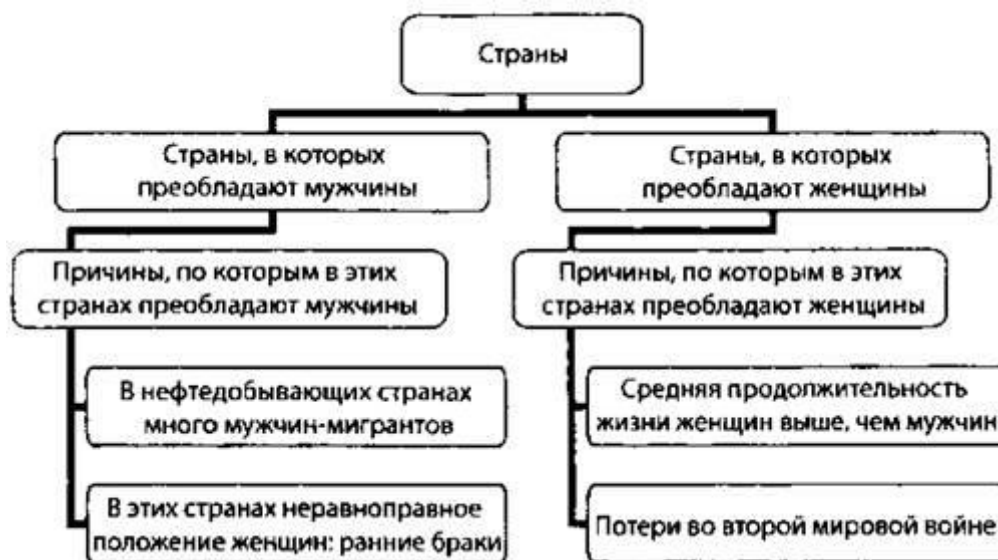 Страны
Страны, в которых
преобладают мужчины
Страны, в которых
преобладают женщины
Причины, по которым в этих
странах преобладают мужчины
Причины, по которым в этих
странах преобладают женщины
В нефтедобывающих странах
много мужчин-мигрантов
Средняя продолжительность
жизни женщин выше, чем мужчин
В этих странах неравноправное
положение женщин: ранние браки
Потери во второй мировой войне